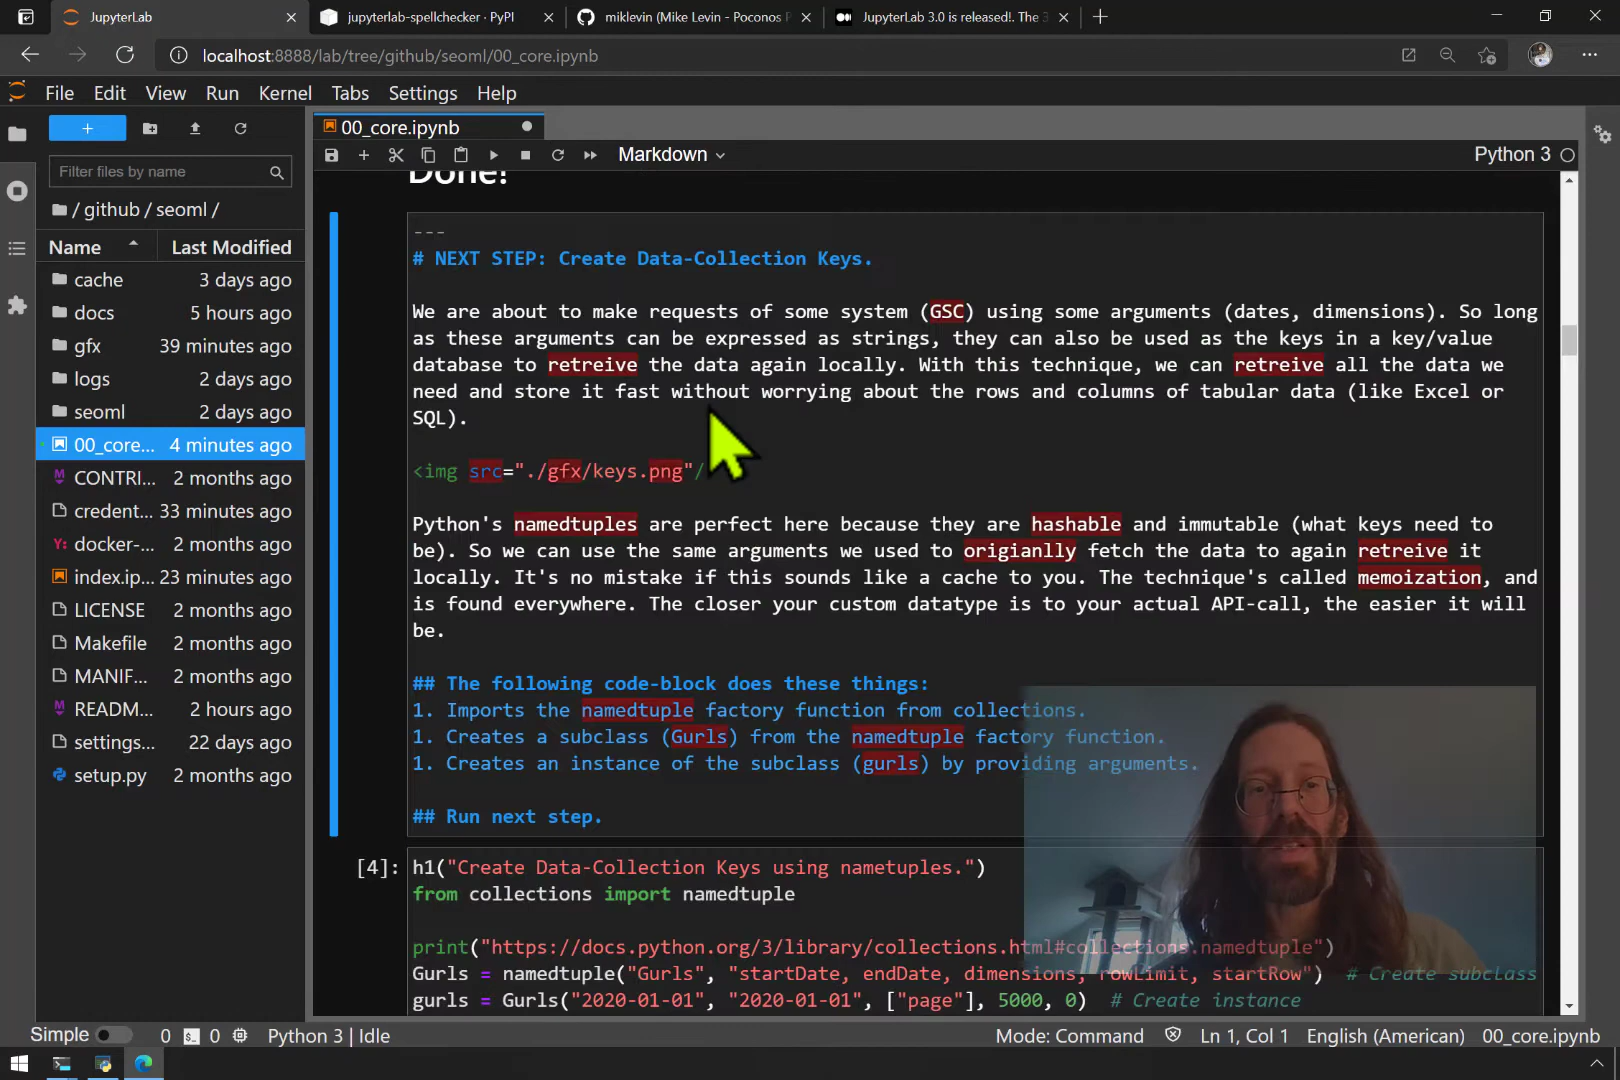 JupyterLab
jupyterlab-spellchecker · PyPI
miklevin (Mike Levin - Poconos P
JupyterLab 3.0 is released!. The 3
localhost:8888/lab/tree/github/seoml/00_core.ipynb
File Edit View Run Kernel Tabs Settings Help
00_core.ipynb
Markdown
Python 3
Filter files by name
/ github / seoml /
Name Last Modified
cache 3 days ago
docs 5 hours ago
gfx 39 minutes ago
logs 2 days ago
seoml 2 days ago
00_core... 4 minutes ago
CONTRI... 2 months ago
credent... 33 minutes ago
docker-... 2 months ago
index.ip... 23 minutes ago
LICENSE 2 months ago
Makefile 2 months ago
MANIF... 2 months ago
READM... 2 hours ago
settings... 22 days ago
setup.py 2 months ago
Done!
---
# NEXT STEP: Create Data-Collection Keys.
We are about to make requests of some system (GSC) using some arguments (dates, dimensions). So long
as these arguments can be expressed as strings, they can also be used as the keys in a key/value
database to retreive the data again locally. With this technique, we can retreive all the data we
need and store it fast without worrying about the rows and columns of tabular data (like Excel or
SQL).
<img src="./gfx/keys.png"/
Python's namedtuples are perfect here because they are hashable and immutable (what keys need to
be). So we can use the same arguments we used to origianlly fetch the data to again retreive it
locally. It's no mistake if this sounds like a cache to you. The technique's called memoization, and
is found everywhere. The closer your custom datatype is to your actual API-call, the easier it will
be.
## The following code-block does these things:
1. Imports the namedtuple factory function from collections.
1. Creates a subclass (Gurls) from the namedtuple factory function.
1. Creates an instance of the subclass (gurls) by providing arguments.
## Run next step.
[4]:
h1("Create Data-Collection Keys using nametuples.")
from collections import namedtuple
print("https://docs.python.org/3/library/collections.html#collections.namedtuple")
Gurls = namedtuple("Gurls", "startDate, endDate, dimensions, rowLimit, startRow") # Create subclass
gurls = Gurls("2020-01-01", "2020-01-01", ["page"], 5000, 0) # Create instance
Simple 0 0 Python 3 | Idle
Mode: Command Ln 1, Col 1 English (American) 00_core.ipynb